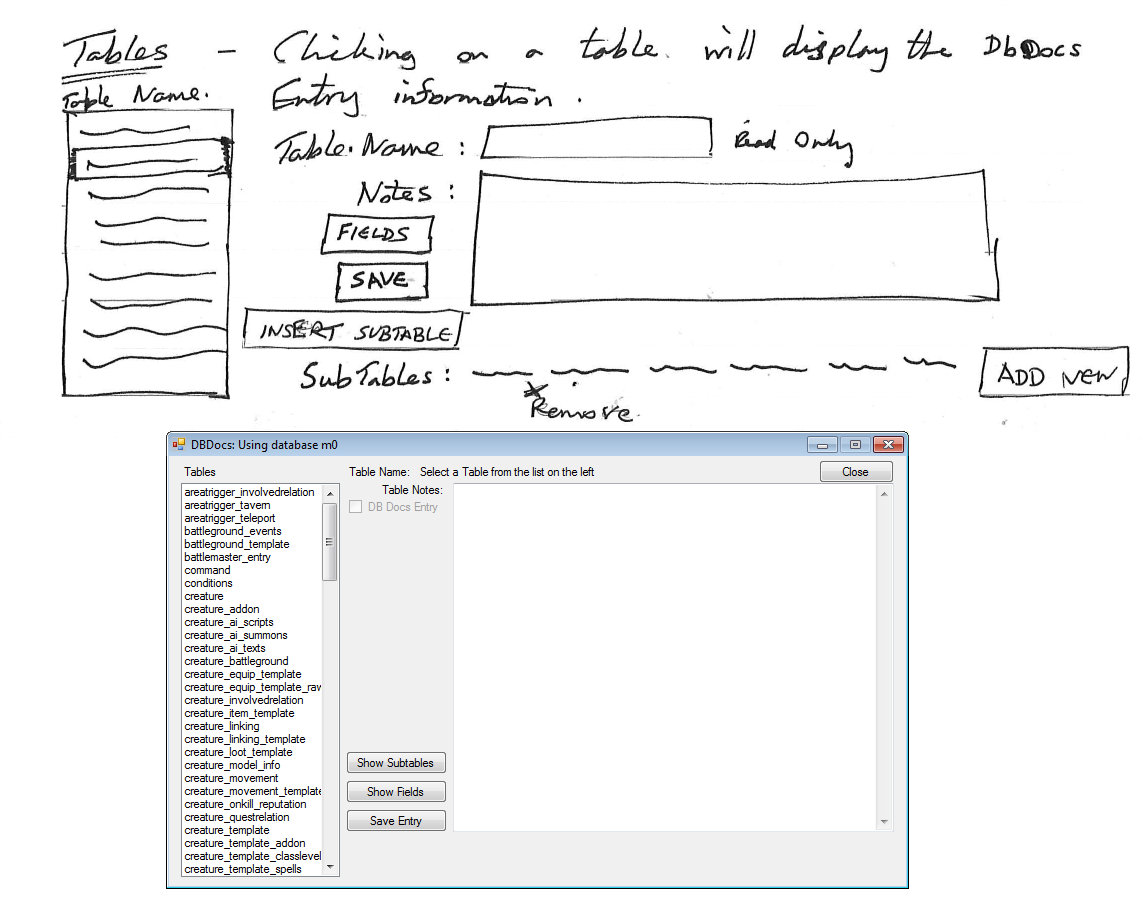 Tables - Clicking on a table will display the DbDocs
Entry information.
Table Name.
Table Name : Read Only
Notes :
FIELDS
SAVE
INSERT SUBTABLE
SubTables : ADD NEW
x Remove
DBDocs: Using database m0
Tables
Table Name: Select a Table from the list on the left
Close
Table Notes:
DB Docs Entry
areatrigger_involvedrelation
areatrigger_tavern
areatrigger_teleport
battleground_events
battleground_template
battlemaster_entry
command
conditions
creature
creature_addon
creature_ai_scripts
creature_ai_summons
creature_ai_texts
creature_battleground
creature_equip_template
creature_equip_template_raw
creature_involvedrelation
creature_item_template
creature_linking
creature_linking_template
creature_loot_template
creature_model_info
creature_movement
creature_movement_template
creature_onkill_reputation
creature_questrelation
creature_template
creature_template_addon
creature_template_classlevel
creature_template_spells
Show Subtables
Show Fields
Save Entry